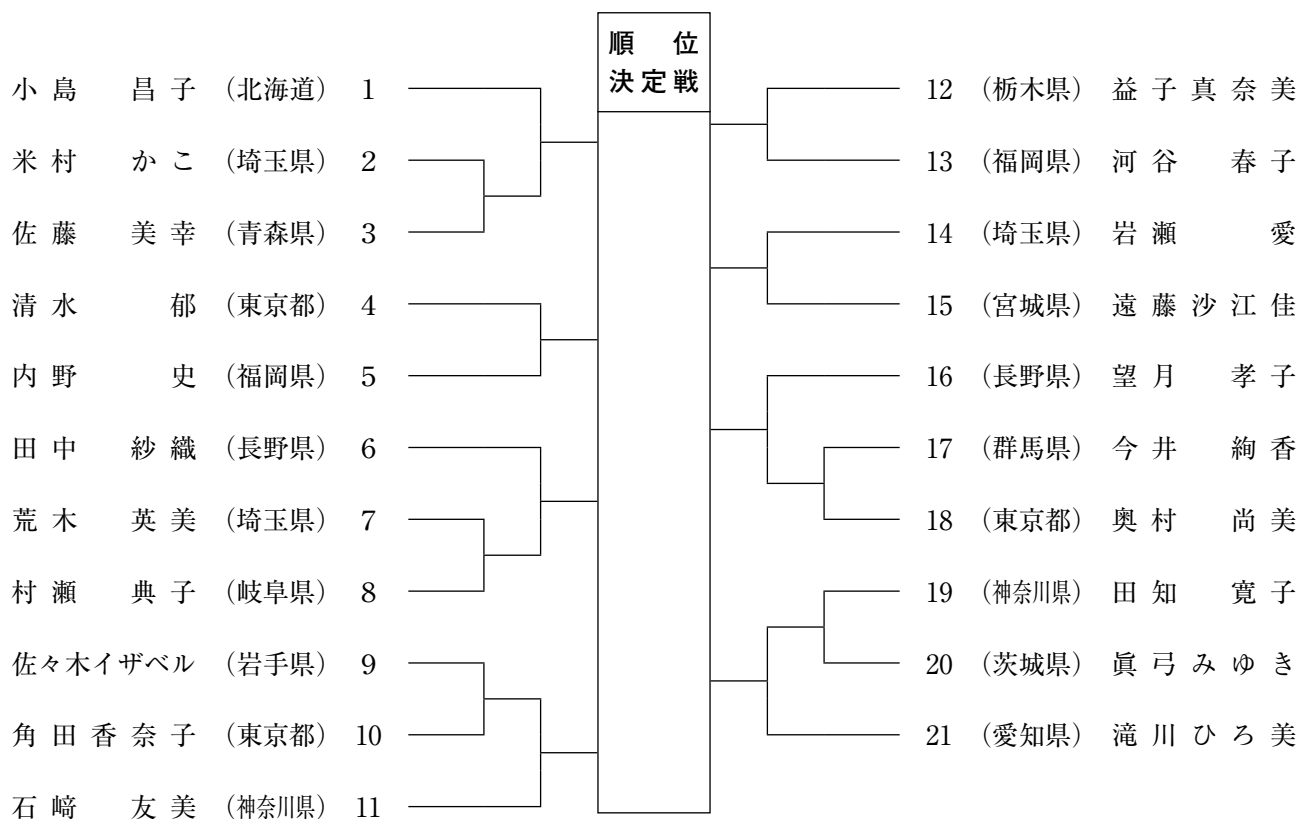 順位
決定戦
小島 昌子 （北海道） 1
米村 かこ （埼玉県） 2
佐藤 美幸 （青森県） 3
清水 郁 （東京都） 4
内野 史 （福岡県） 5
田中 紗織 （長野県） 6
荒木 英美 （埼玉県） 7
村瀬 典子 （岐阜県） 8
佐々木イザベル （岩手県） 9
角田香奈子 （東京都） 10
石﨑 友美 （神奈川県） 11
12 （栃木県） 益子真奈美
13 （福岡県） 河谷 春子
14 （埼玉県） 岩瀬 愛
15 （宮城県） 遠藤沙江佳
16 （長野県） 望月 孝子
17 （群馬県） 今井 絢香
18 （東京都） 奥村 尚美
19 （神奈川県） 田知 寛子
20 （茨城県） 眞弓みゆき
21 （愛知県） 滝川ひろ美